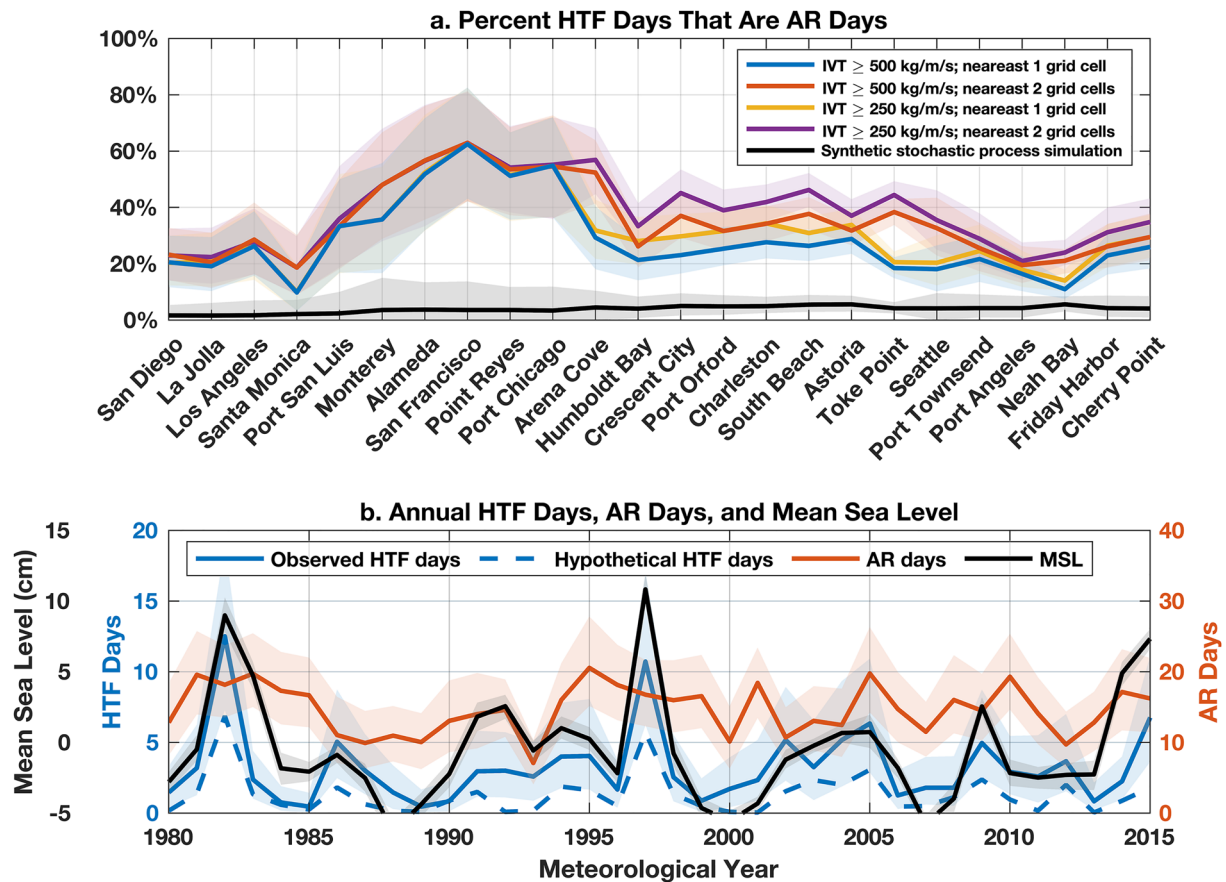 a. Percent HTF Days That Are AR Days
100%
80%
60%
40%
20%
0%
IVT ≥ 500 kg/m/s; neareast 1 grid cell
IVT ≥ 500 kg/m/s; neareast 2 grid cells
IVT ≥ 250 kg/m/s; neareast 1 grid cell
IVT ≥ 250 kg/m/s; neareast 2 grid cells
Synthetic stochastic process simulation
San Diego
La Jolla
Los Angeles
Santa Monica
Port San Luis
Monterey
Alameda
San Francisco
Point Reyes
Port Chicago
Arena Cove
Humboldt Bay
Crescent City
Port Orford
Charleston
South Beach
Astoria
Toke Point
Seattle
Port Townsend
Port Angeles
Neah Bay
Friday Harbor
Cherry Point
b. Annual HTF Days, AR Days, and Mean Sea Level
Mean Sea Level (cm)
15
10
5
0
-5
HTF Days
20
15
10
5
0
Observed HTF days
Hypothetical HTF days
AR days
MSL
40
30
20
10
0
AR Days
1980
1985
1990
1995
2000
2005
2010
2015
Meteorological Year